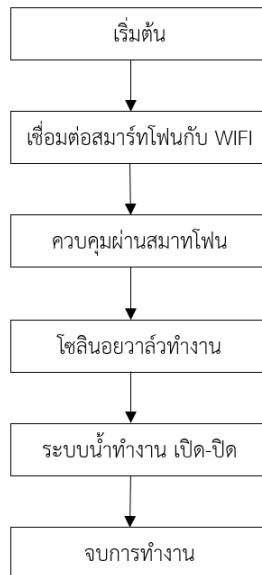 เริ่มต้น
เชื่อมต่อสมาร์ทโฟนกับ WIFI
ควบคุมผ่านสมาทโฟน
โซลินอยวาล์วทำงาน
ระบบน้ำทำงาน เปิด-ปิด
จบการทำงาน